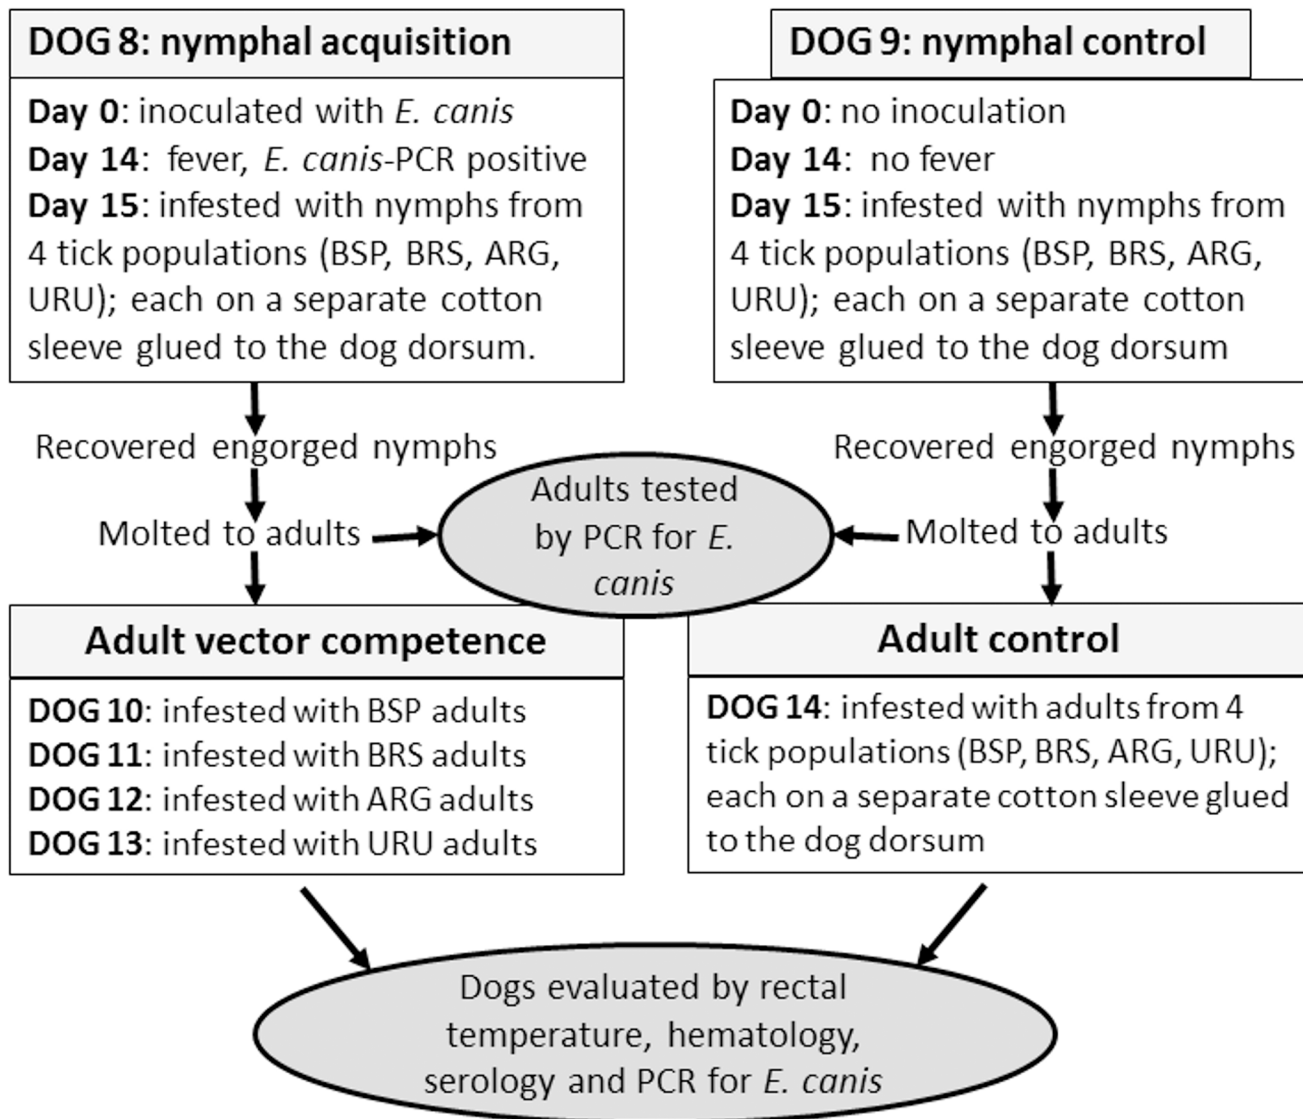 DOG 8: nymphal acquisition
Day 0: inoculated with E. canis
Day 14: fever, E. canis-PCR positive
Day 15: infested with nymphs from
4 tick populations (BSP, BRS, ARG,
URU); each on a separate cotton
sleeve glued to the dog dorsum.
DOG 9: nymphal control
Day 0: no inoculation
Day 14: no fever
Day 15: infested with nymphs from
4 tick populations (BSP, BRS, ARG,
URU); each on a separate cotton
sleeve glued to the dog dorsum
Recovered engorged nymphs
Recovered engorged nymphs
Molted to adults
Adults tested
by PCR for E.
canis
Molted to adults
Adult vector competence
DOG 10: infested with BSP adults
DOG 11: infested with BRS adults
DOG 12: infested with ARG adults
DOG 13: infested with URU adults
Adult control
DOG 14: infested with adults from 4
tick populations (BSP, BRS, ARG, URU);
each on a separate cotton sleeve glued
to the dog dorsum
Dogs evaluated by rectal
temperature, hematology,
serology and PCR for E. canis